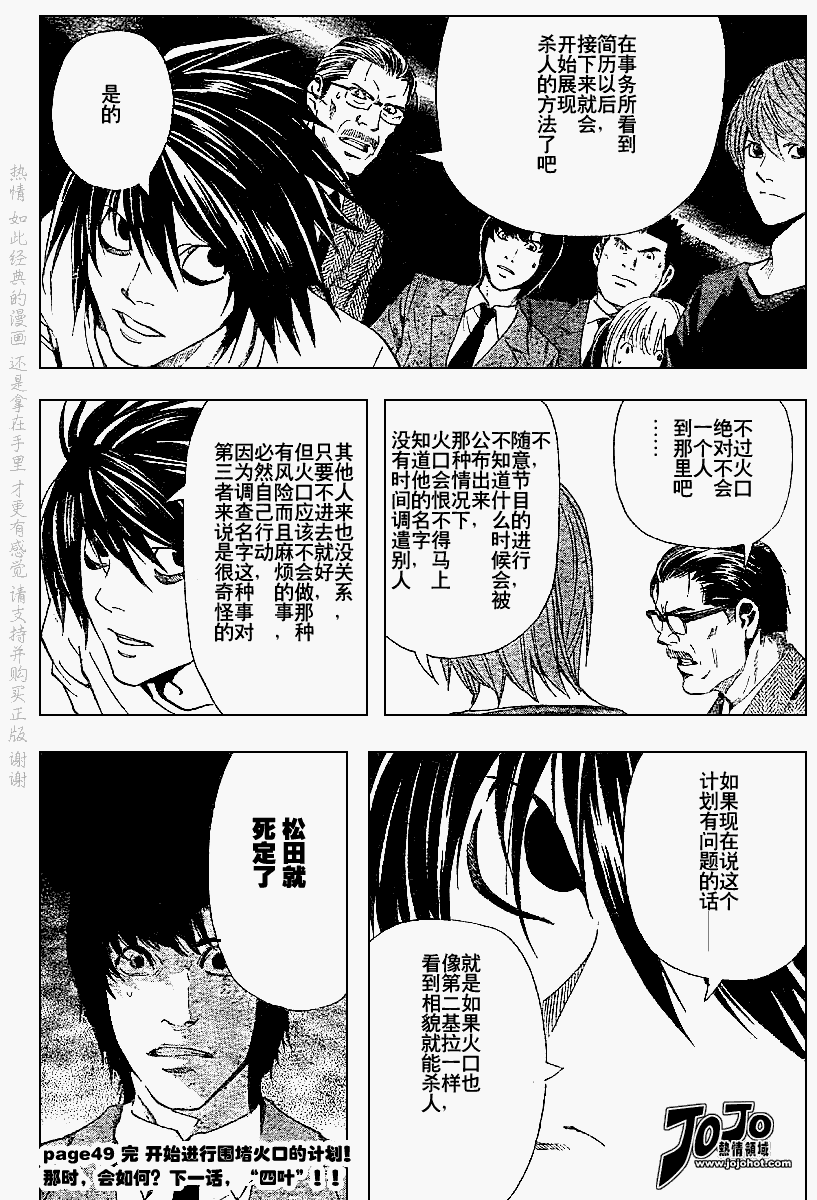 在事务所看到
简历以后，
接下来就会
开始展现
杀人的方法了吧
是的
不过火口
绝对不会
一个人
到那里吧
……
不，
随意节目的进行，
不知道什么时候会被
公布出来，
那种情况下，
火口会恨不得马上
知道他的名字，
没有时间调遣别人
其他人来也没关系，
只要不进去就好，
但火口应该不会做那种
有风险而且麻烦的事，
必然自己行动，
因为调查名字这种事对
第三者来说是很奇怪的
如果现在说这个
计划有问题的话——
就是如果火口也
像第二基拉一样
看到相貌就能杀人，
松田就
死定了
page49 完 开始进行围堵火口的计划！
那时，会如何？下一话，“四叶”！！
热情 如此经典的漫画 还是拿在手里 才更有感觉 请支持并购买正版 谢谢
JOJO
熱情領域
www.jojohot.com